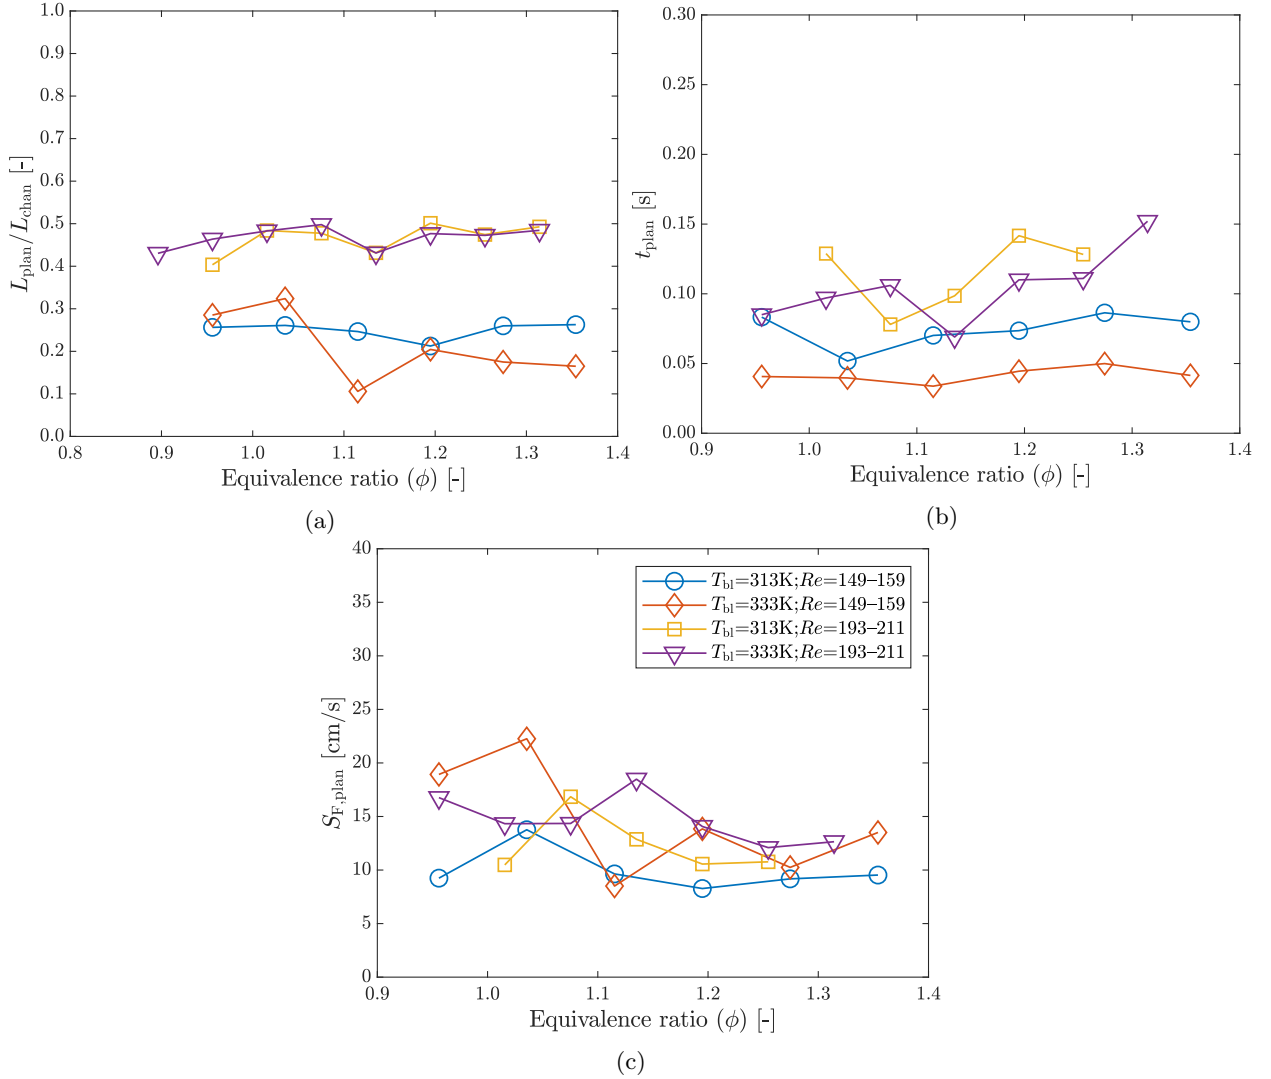 1.0
0.9
0.8
0.7
0.6
0.5
0.4
0.3
0.2
0.1
0.0
L_plan/L_chan [-]
0.8 0.9 1.0 1.1 1.2 1.3 1.4
Equivalence ratio (ϕ) [-]
(a)
0.30
0.25
0.20
0.15
0.10
0.05
0.00
t_plan [s]
0.9 1.0 1.1 1.2 1.3 1.4
Equivalence ratio (ϕ) [-]
(b)
40
35
30
25
20
15
10
5
0
S_F,plan [cm/s]
T_bl=313K;Re=149–159
T_bl=333K;Re=149–159
T_bl=313K;Re=193–211
T_bl=333K;Re=193–211
0.9 1.0 1.1 1.2 1.3 1.4
Equivalence ratio (ϕ) [-]
(c)